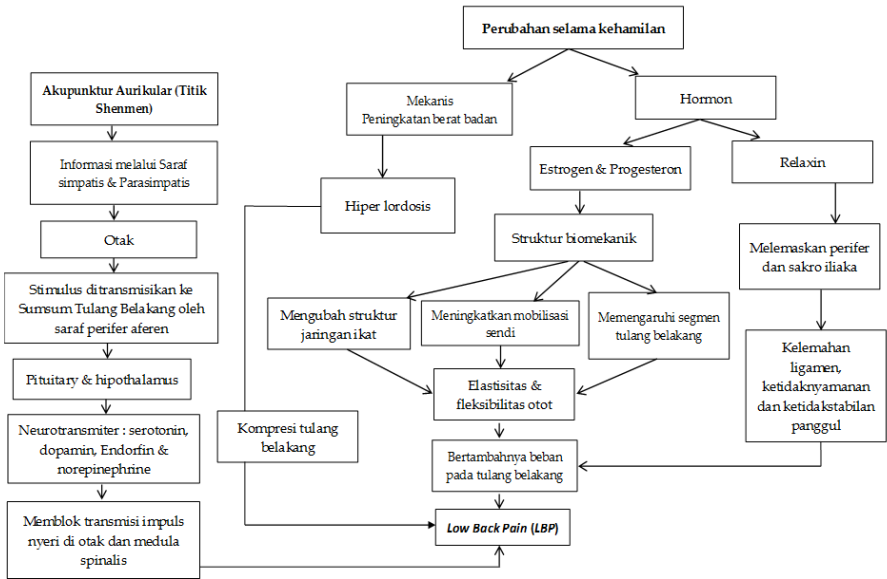 Perubahan selama kehamilan
Akupunktur Aurikular (Titik
Shenmen)
Mekanis
Peningkatan berat badan
Hormon
Informasi melalui Saraf
simpatis & Parasimpatis
Estrogen & Progesteron
Relaxin
Hiper lordosis
Otak
Struktur biomekanik
Melemaskan perifer
dan sakro iliaka
Stimulus ditransmisikan ke
Sumsum Tulang Belakang oleh
saraf perifer aferen
Mengubah struktur
jaringan ikat
Meningkatkan mobilisasi
sendi
Memengaruhi segmen
tulang belakang
Kelemahan
ligamen,
ketidaknyamanan
dan ketidakstabilan
panggul
Pituitary & hipothalamus
Elastisitas &
fleksibilitas otot
Neurotransmiter : serotonin,
dopamin, Endorfin &
norepinephrine
Kompresi tulang
belakang
Bertambahnya beban
pada tulang belakang
Memblok transmisi impuls
nyeri di otak dan medula
spinalis
Low Back Pain (LBP)